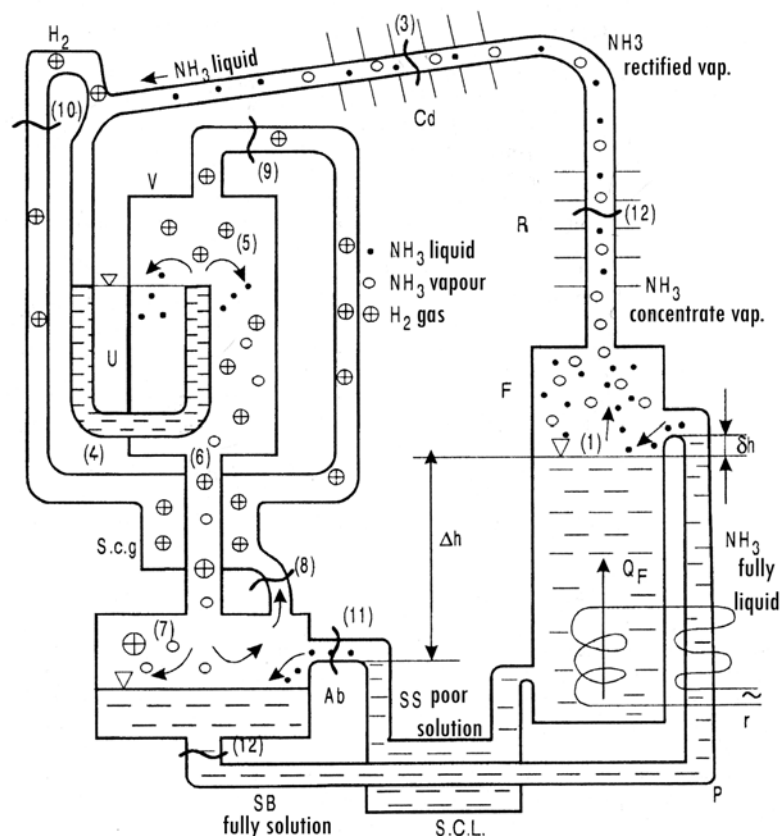 H₂
(3)
NH3
rectified vap.
NH₃ liquid
(10)
Cd
(9)
V
(5)
R
(12)
NH₃ liquid
NH₃ vapour
H₂ gas
NH₃
concentrate vap.
U
F
(1)
δh
(4)
(6)
Δh
S.c.g
(8)
NH₃
fully
liquid
Q_F
(7)
(11)
Ab
SS poor
solution
~
r
(12)
P
SB
fully solution
S.C.L.